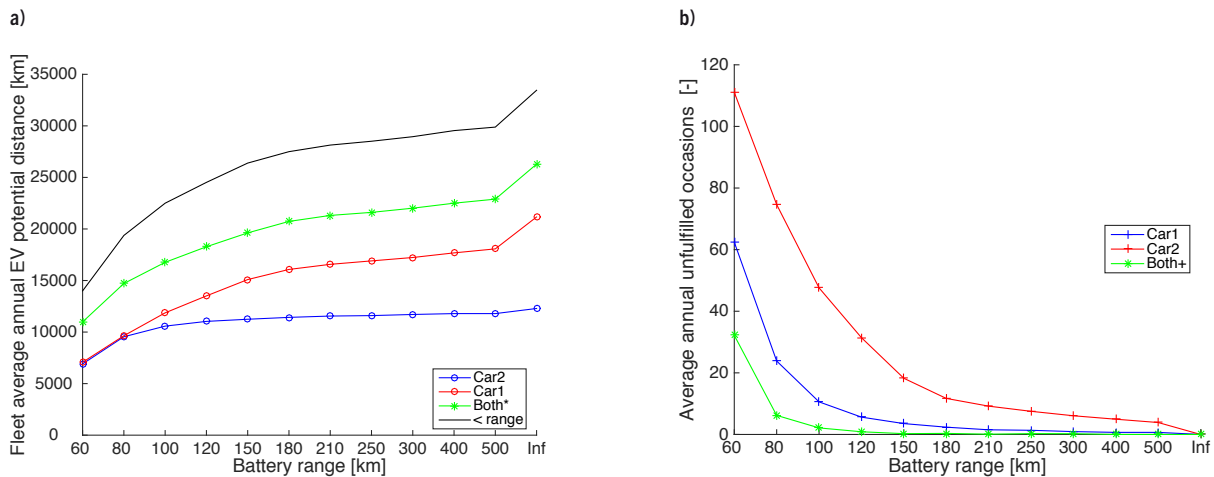 a)
Fleet average annual EV potential distance [km]
35000
30000
25000
20000
15000
10000
5000
0
60 80 100 120 150 180 210 250 300 400 500 Inf
Battery range [km]
Car2
Car1
Both*
< range
b)
Average annual unfulfilled occasions [-]
120
100
80
60
40
20
0
60 80 100 120 150 180 210 250 300 400 500 Inf
Battery range [km]
Car1
Car2
Both+